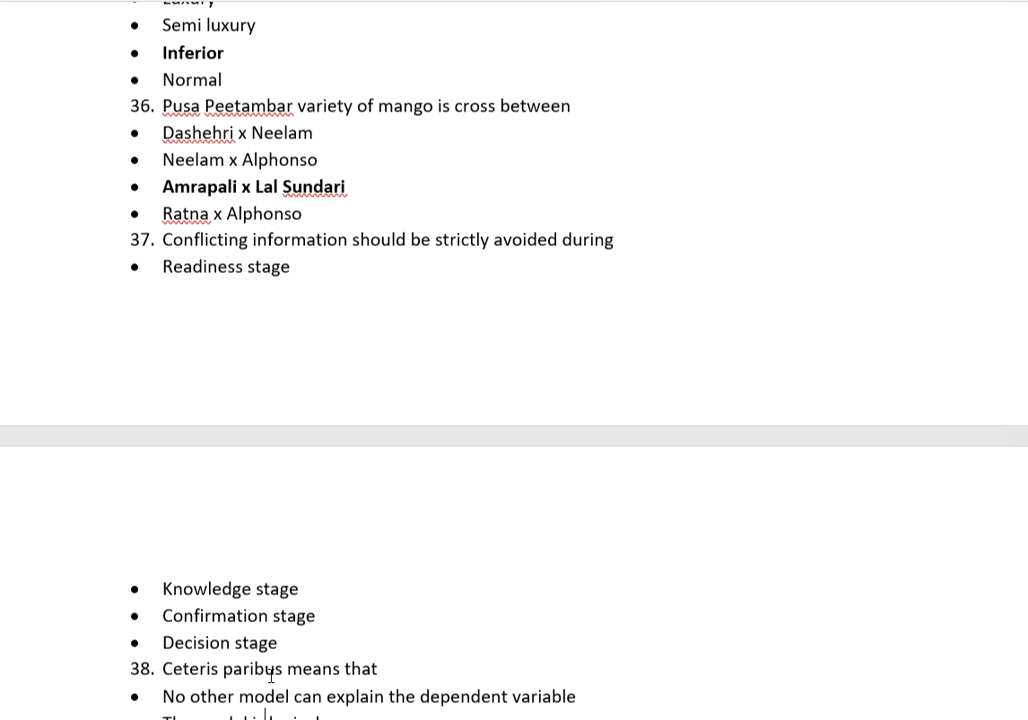 • Semi luxury
• Inferior
• Normal
36. Pusa Peetambar variety of mango is cross between
• Dashehri x Neelam
• Neelam x Alphonso
• Amrapali x Lal Sundari
• Ratna x Alphonso
37. Conflicting information should be strictly avoided during
• Readiness stage
• Knowledge stage
• Confirmation stage
• Decision stage
38. Ceteris paribus means that
• No other model can explain the dependent variable